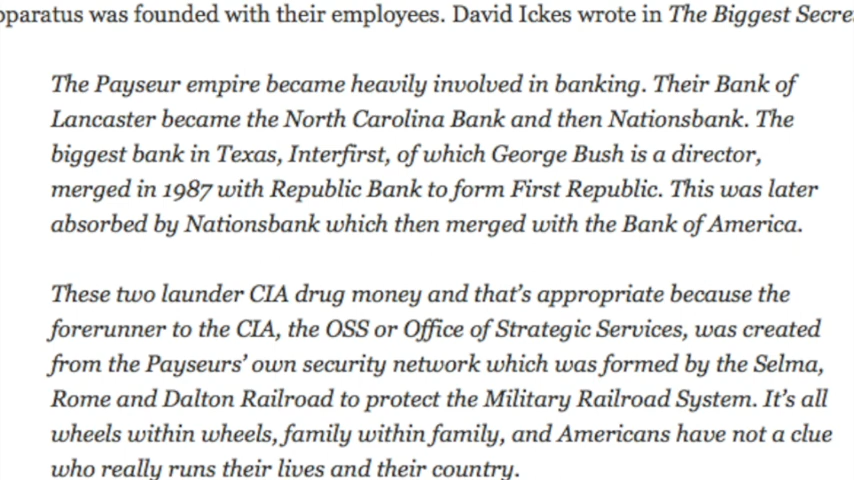 apparatus was founded with their employees. David Ickes wrote in The Biggest Secre
The Payseur empire became heavily involved in banking. Their Bank of
Lancaster became the North Carolina Bank and then Nationsbank. The
biggest bank in Texas, Interfirst, of which George Bush is a director,
merged in 1987 with Republic Bank to form First Republic. This was later
absorbed by Nationsbank which then merged with the Bank of America.
These two launder CIA drug money and that's appropriate because the
forerunner to the CIA, the OSS or Office of Strategic Services, was created
from the Payseurs' own security network which was formed by the Selma,
Rome and Dalton Railroad to protect the Military Railroad System. It's all
wheels within wheels, family within family, and Americans have not a clue
who really runs their lives and their country.